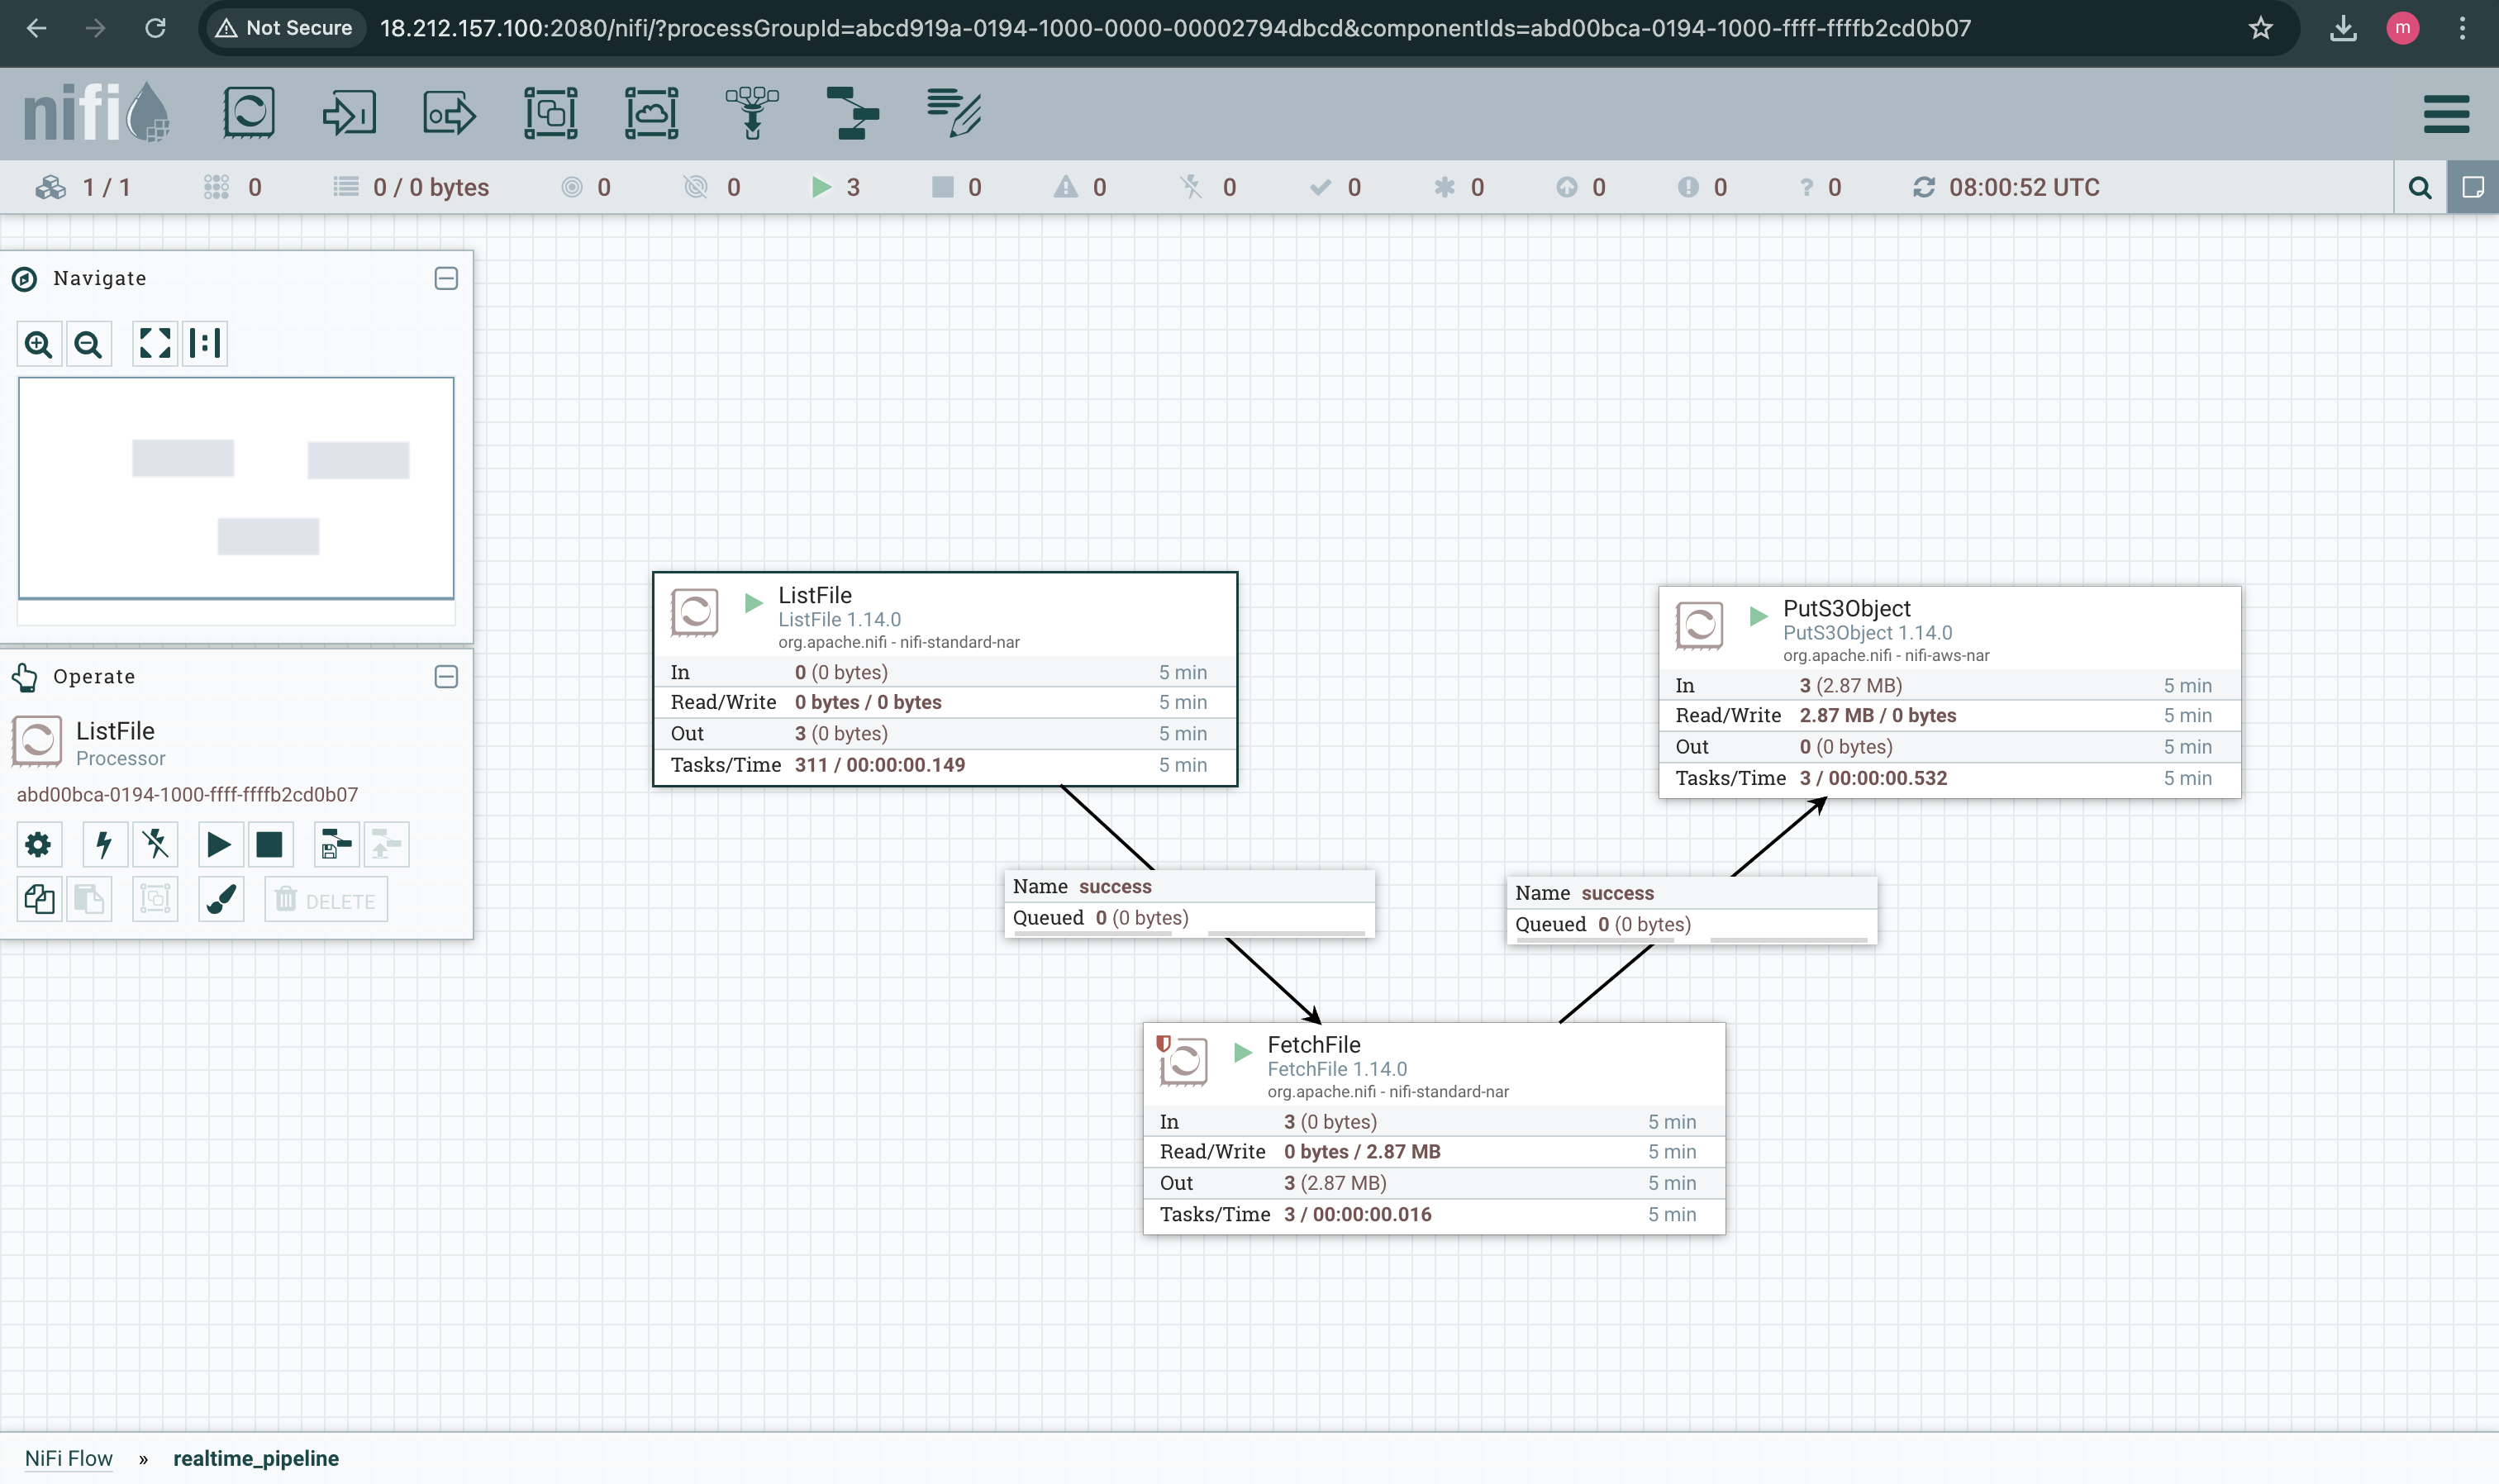 Not Secure 18.212.157.100:2080/nifi/?processGroupId=abcd919a-0194-1000-0000-00002794dbcd&componentIds=abd00bca-0194-1000-ffff-ffffb2cd0b07 m
nifi
1 / 1 0 0 / 0 bytes 0 0 3 0 0 0 0 0 0 0 ? 0 08:00:52 UTC
Navigate
Operate
ListFile
Processor
abd00bca-0194-1000-ffff-ffffb2cd0b07
DELETE
ListFile
ListFile 1.14.0
org.apache.nifi - nifi-standard-nar
In 0 (0 bytes) 5 min
Read/Write 0 bytes / 0 bytes 5 min
Out 3 (0 bytes) 5 min
Tasks/Time 311 / 00:00:00.149 5 min
PutS3Object
PutS3Object 1.14.0
org.apache.nifi - nifi-aws-nar
In 3 (2.87 MB) 5 min
Read/Write 2.87 MB / 0 bytes 5 min
Out 0 (0 bytes) 5 min
Tasks/Time 3 / 00:00:00.532 5 min
Name success
Queued 0 (0 bytes)
Name success
Queued 0 (0 bytes)
FetchFile
FetchFile 1.14.0
org.apache.nifi - nifi-standard-nar
In 3 (0 bytes) 5 min
Read/Write 0 bytes / 2.87 MB 5 min
Out 3 (2.87 MB) 5 min
Tasks/Time 3 / 00:00:00.016 5 min
NiFi Flow » realtime_pipeline